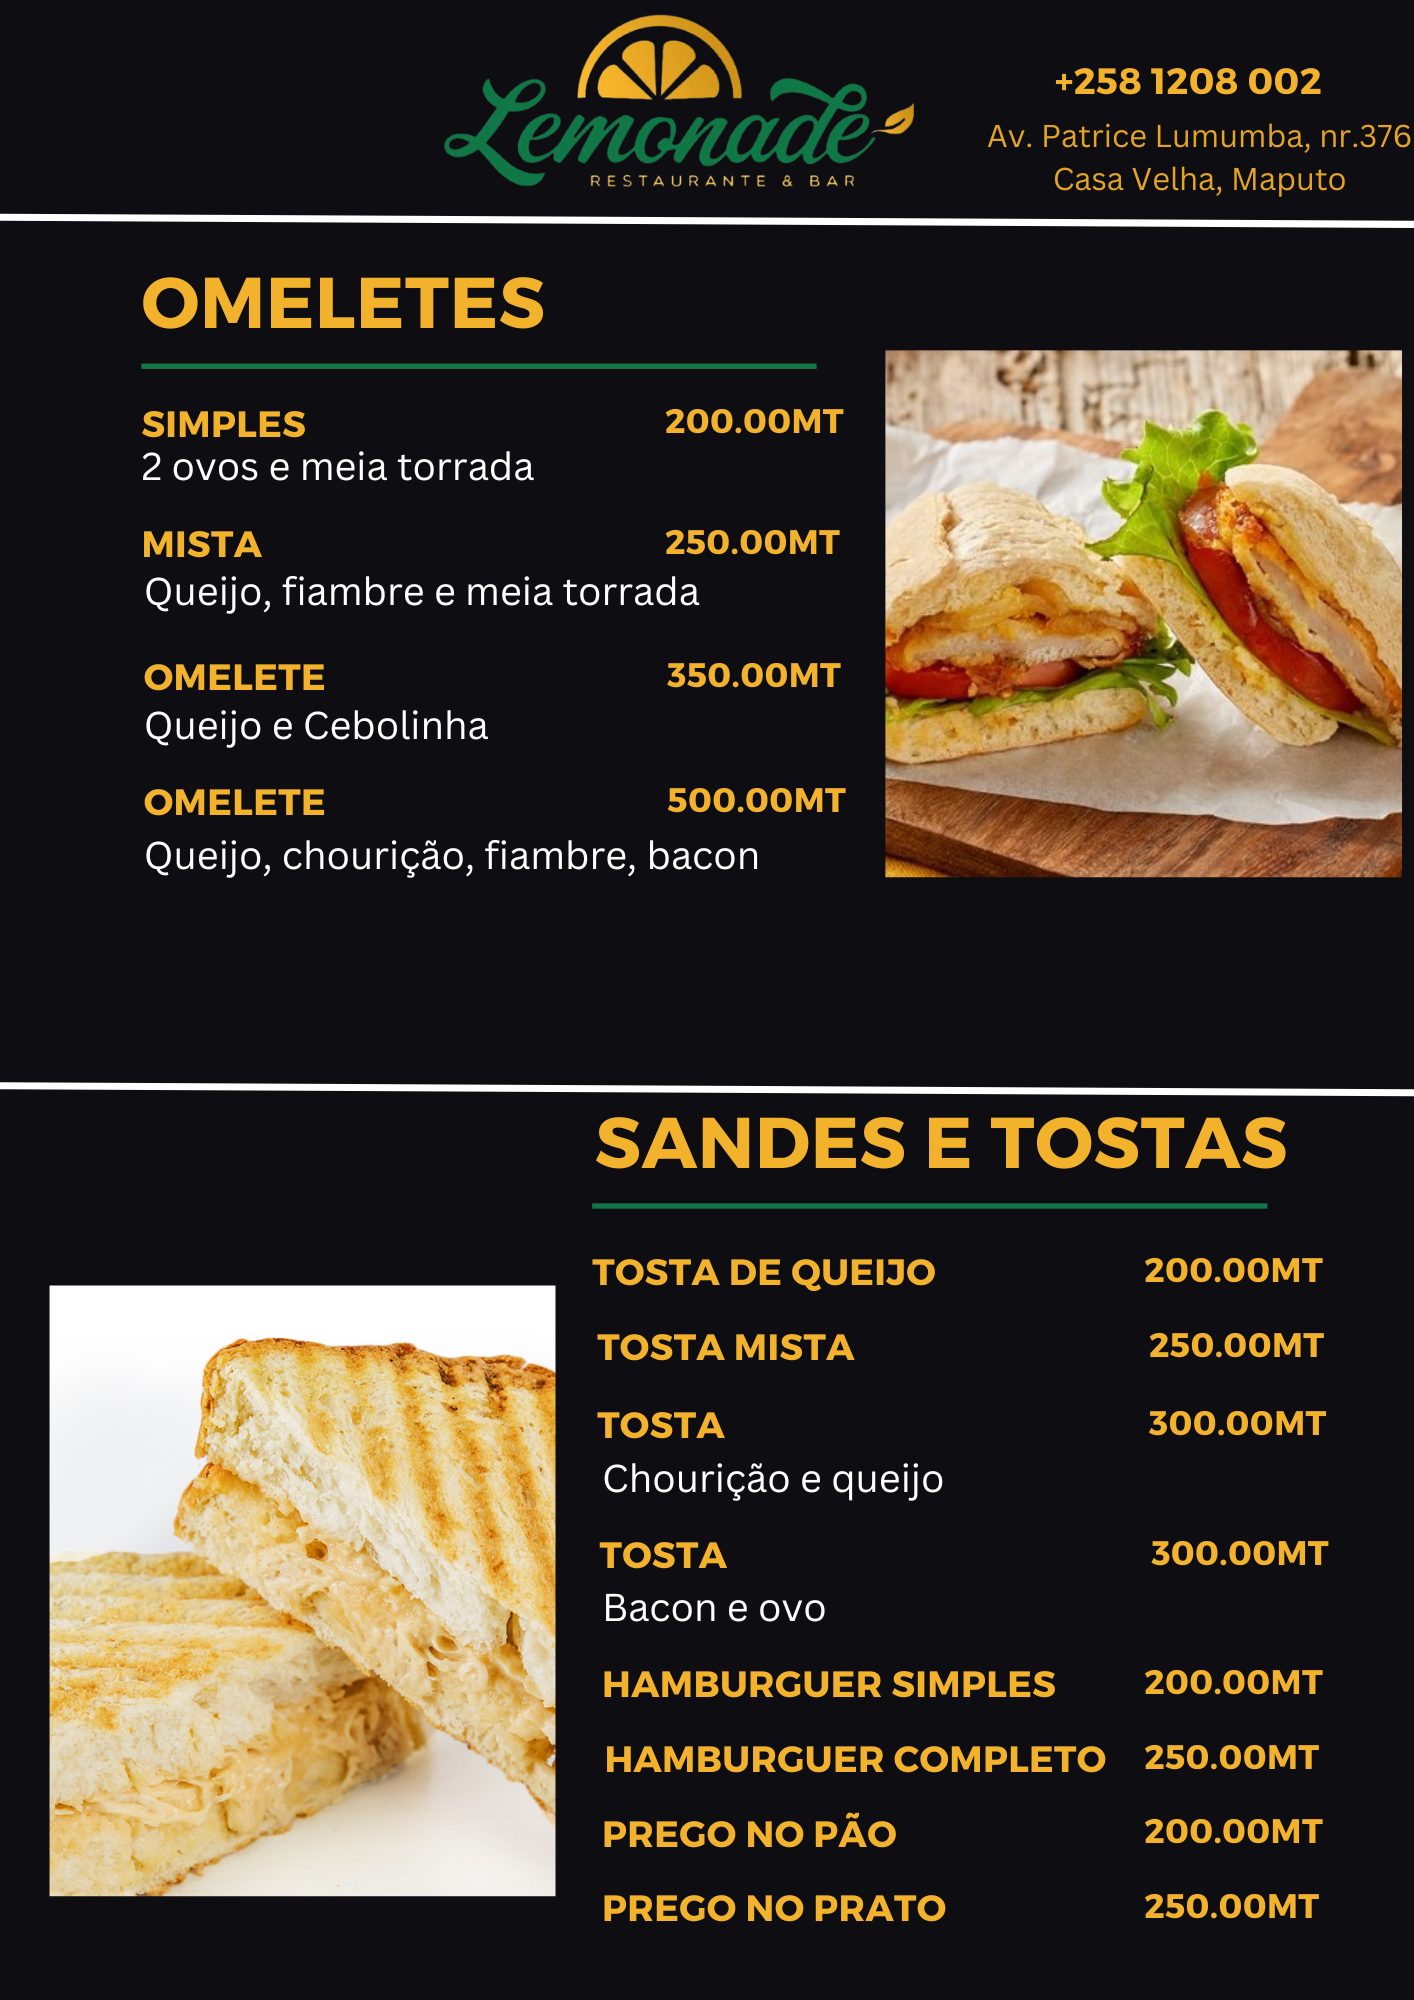 Lemonade
RESTAURANTE & BAR
+258 1208 002
Av. Patrice Lumumba, nr.376
Casa Velha, Maputo
OMELETES
SIMPLES 200.00MT
2 ovos e meia torrada
MISTA 250.00MT
Queijo, fiambre e meia torrada
OMELETE 350.00MT
Queijo e Cebolinha
OMELETE 500.00MT
Queijo, chourição, fiambre, bacon
SANDES E TOSTAS
TOSTA DE QUEIJO 200.00MT
TOSTA MISTA 250.00MT
TOSTA 300.00MT
Chourição e queijo
TOSTA 300.00MT
Bacon e ovo
HAMBURGUER SIMPLES 200.00MT
HAMBURGUER COMPLETO 250.00MT
PREGO NO PÃO 200.00MT
PREGO NO PRATO 250.00MT